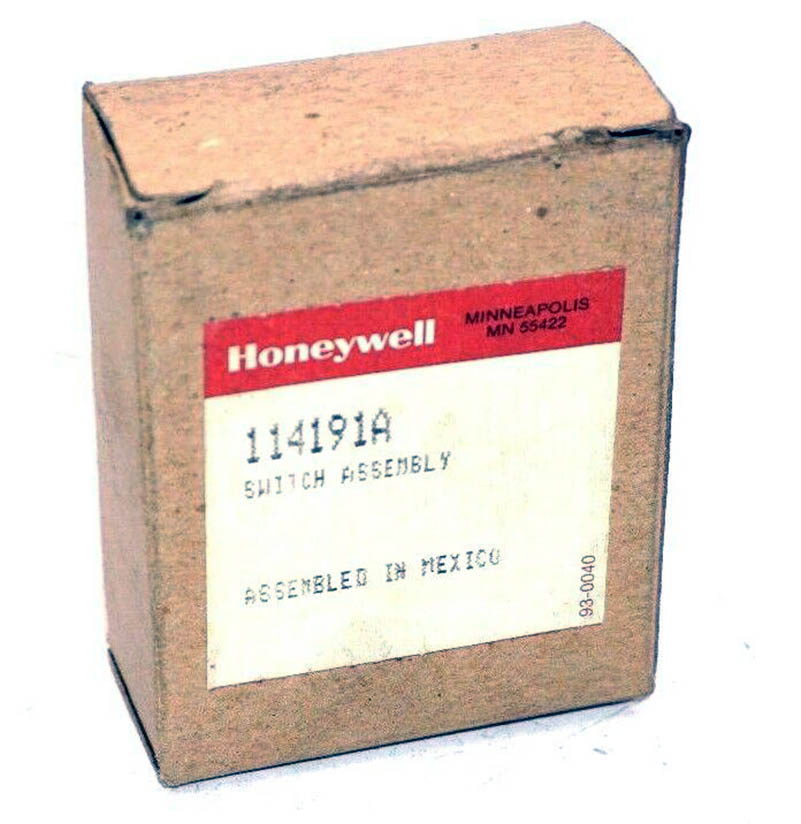 Honeywell
MINNEAPOLIS
MN 55422
114191A
SWITCH ASSEMBLY
ASSEMBLED IN MEXICO
93-0040